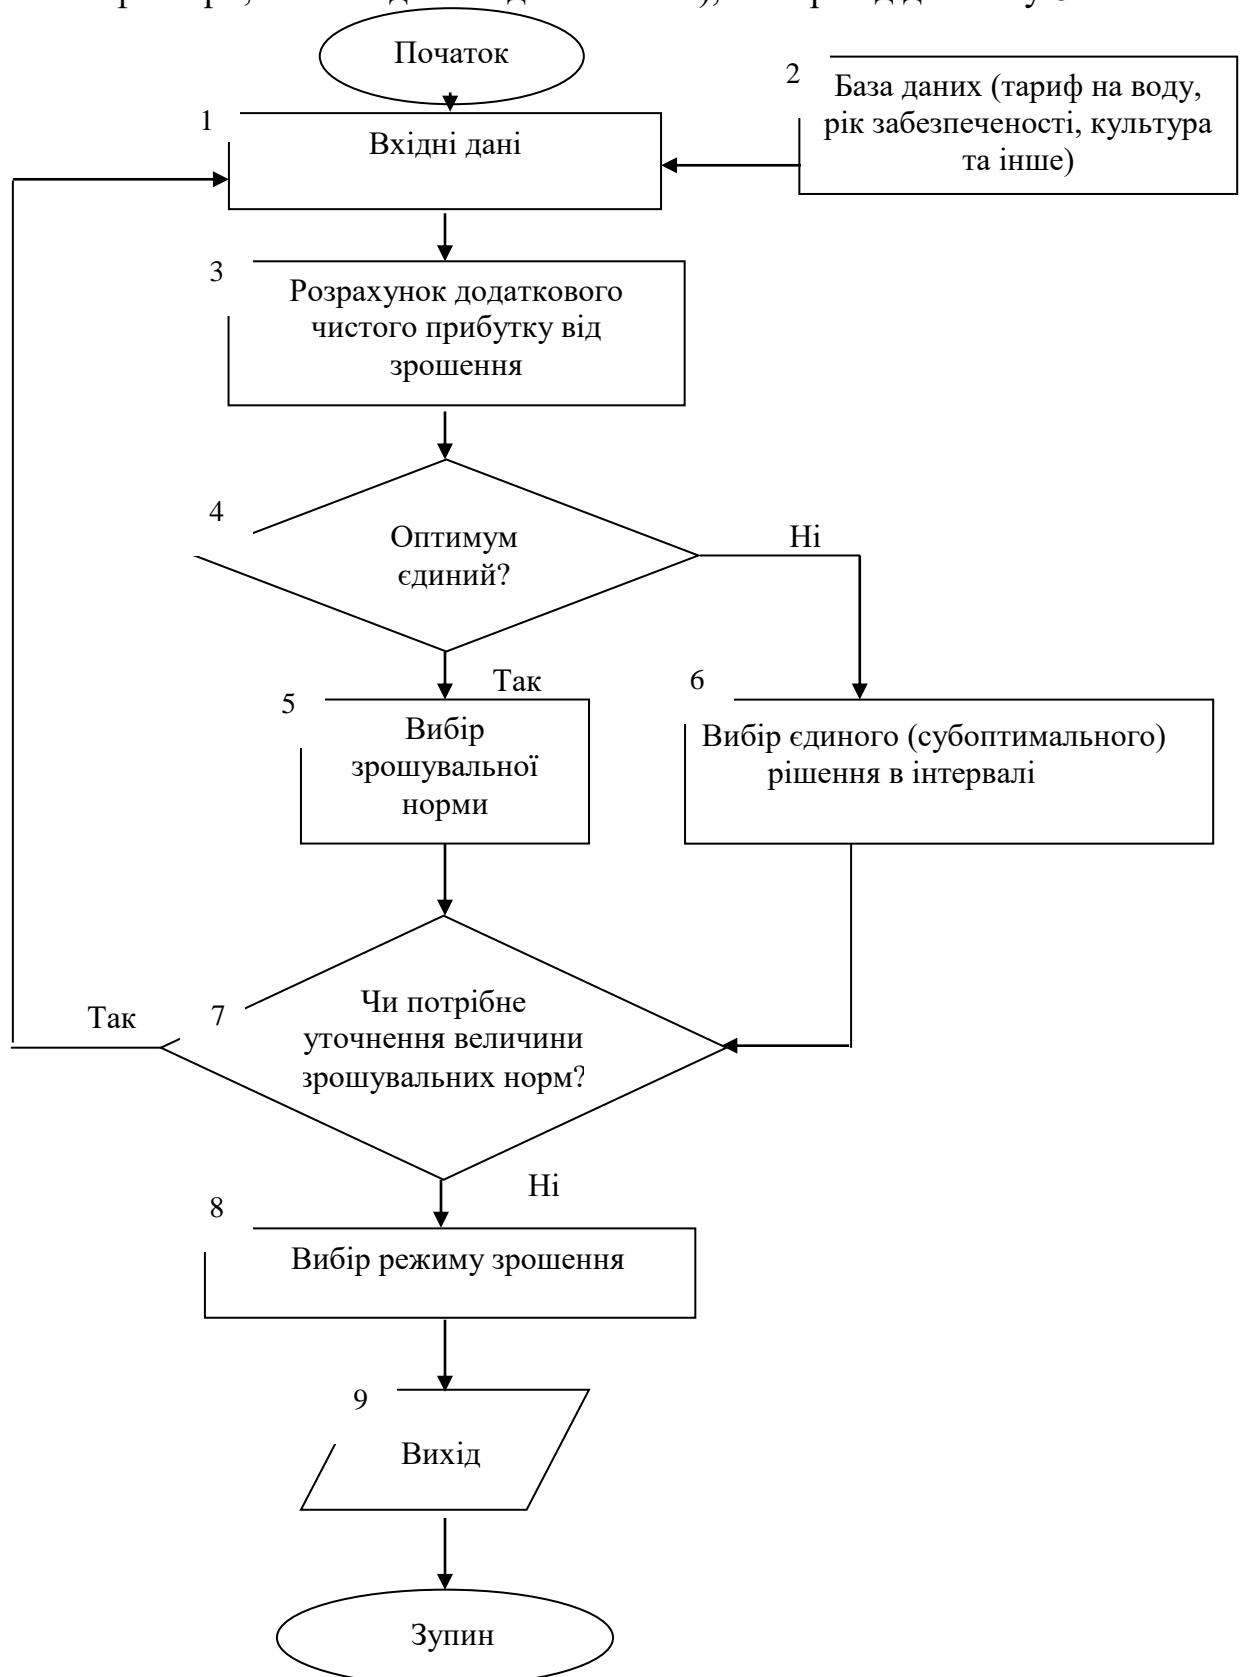 Початок
2
База даних (тариф на воду,
рік забезпеченості, культура
та інше)
1
Вхідні дані
3
Розрахунок додаткового
чистого прибутку від
зрошення
4
Оптимум
єдиний?
Ні
Так
5
Вибір
зрошувальної
норми
6
Вибір єдиного (субоптимального)
рішення в інтервалі
Так
7
Чи потрібне
уточнення величини
зрошувальних норм?
Ні
8
Вибір режиму зрошення
9
Вихід
Зупин